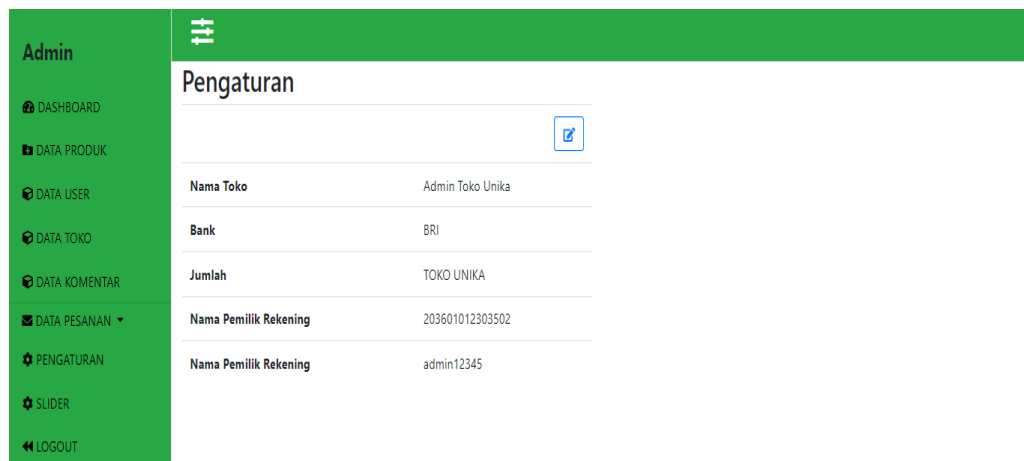 Admin
DASHBOARD
DATA PRODUK
DATA USER
DATA TOKO
DATA KOMENTAR
DATA PESANAN
PENGATURAN
SLIDER
LOGOUT
Pengaturan
Nama Toko Admin Toko Unika
Bank BRI
Jumlah TOKO UNIKA
Nama Pemilik Rekening 203601012303502
Nama Pemilik Rekening admin12345